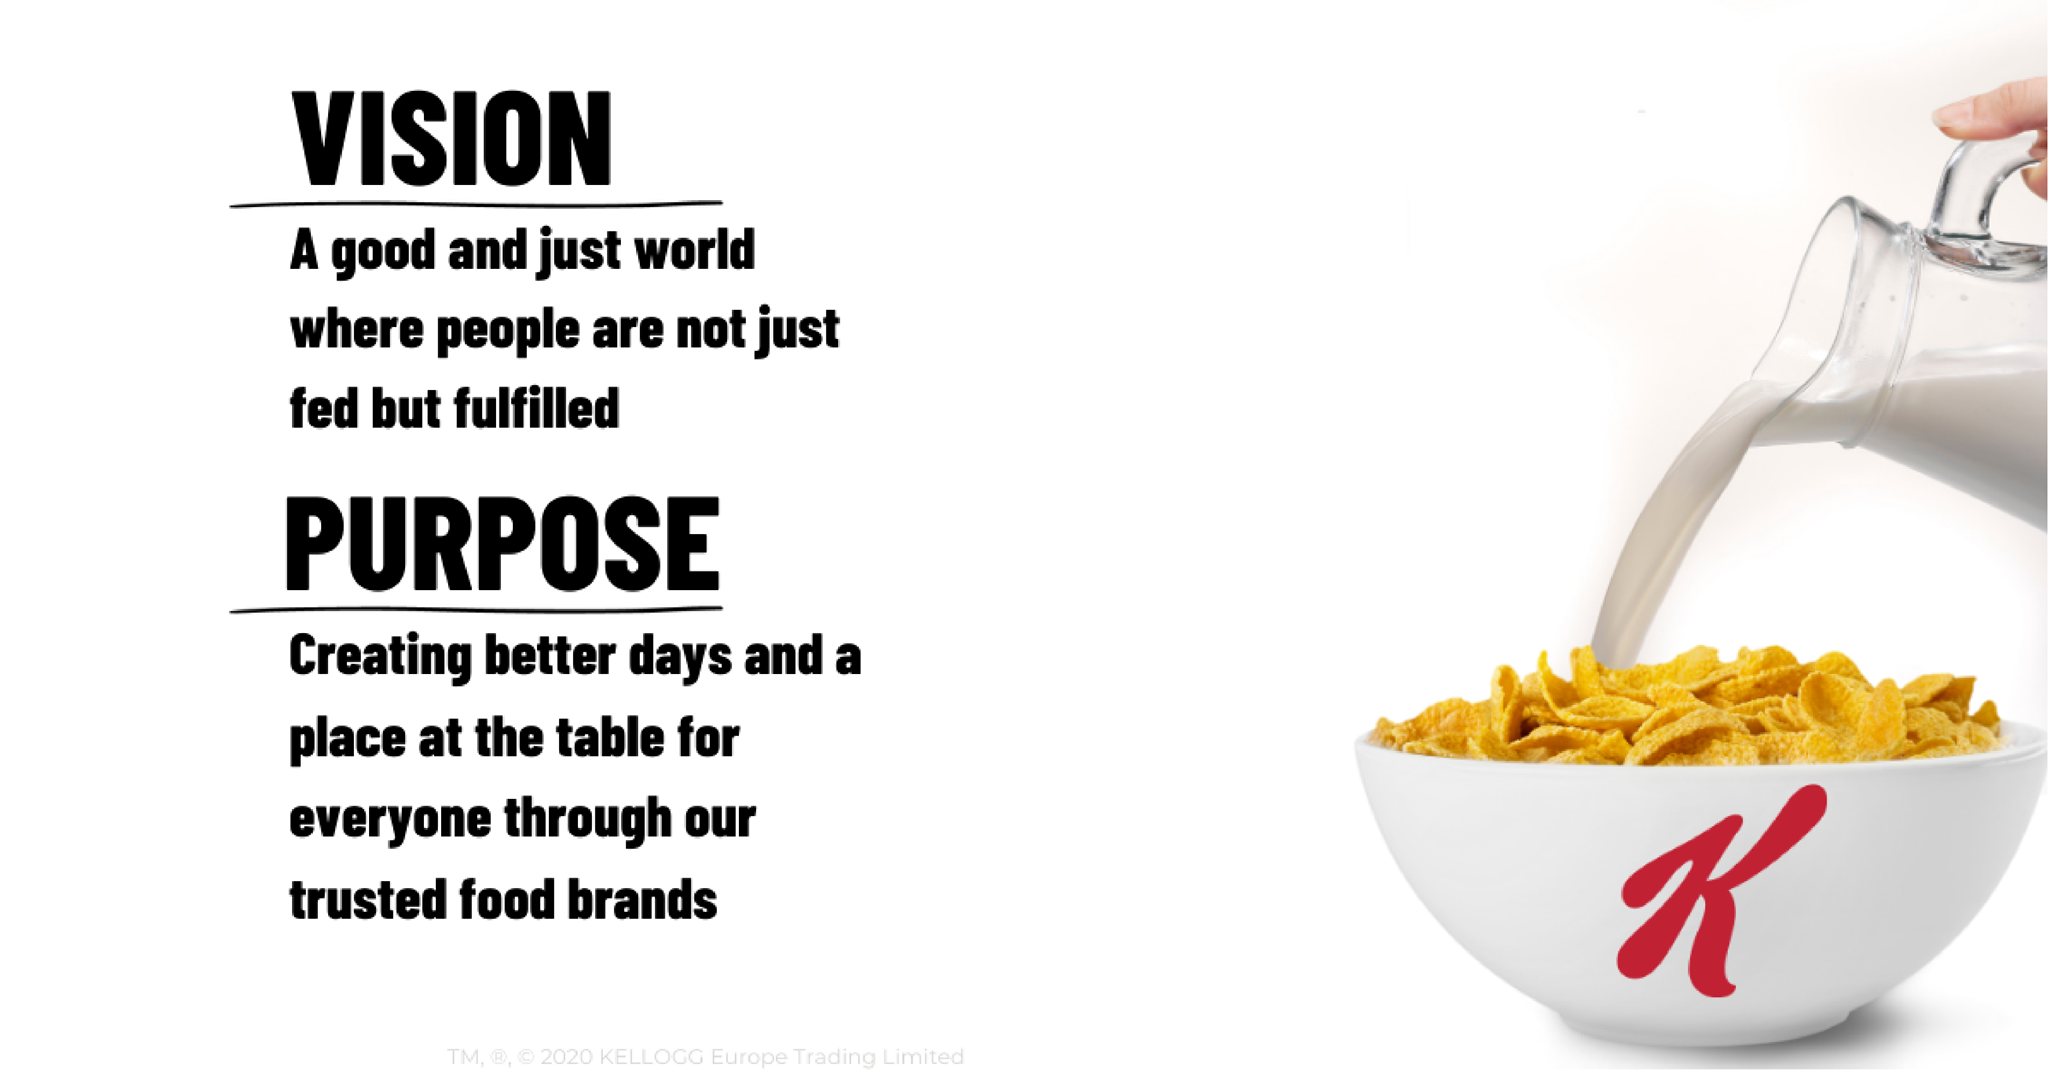 VISION
A good and just world
where people are not just
fed but fulfilled
PURPOSE
Creating better days and a
place at the table for
everyone through our
trusted food brands
K
TM, ®, © 2020 KELLOGG Europe Trading Limited